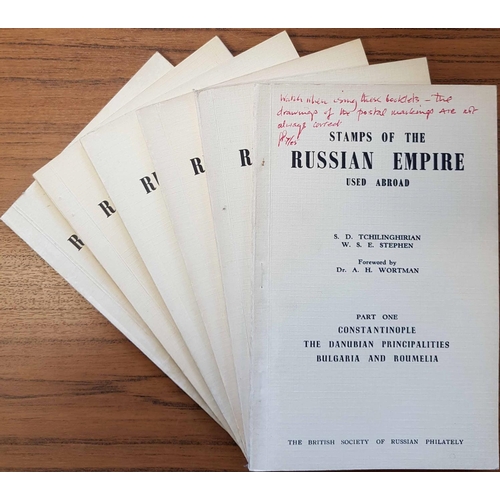 Watch when using these booklets – the
drawings of the postal markings are not
always correct
STAMPS OF THE
RUSSIAN EMPIRE
USED ABROAD
S. D. TCHILINGHIRIAN
W. S. E. STEPHEN
Foreword by
Dr. A. H. WORTMAN
PART ONE
CONSTANTINOPLE
THE DANUBIAN PRINCIPALITIES
BULGARIA AND ROUMELIA
THE BRITISH SOCIETY OF RUSSIAN PHILATELY
R
R
RU
R
R